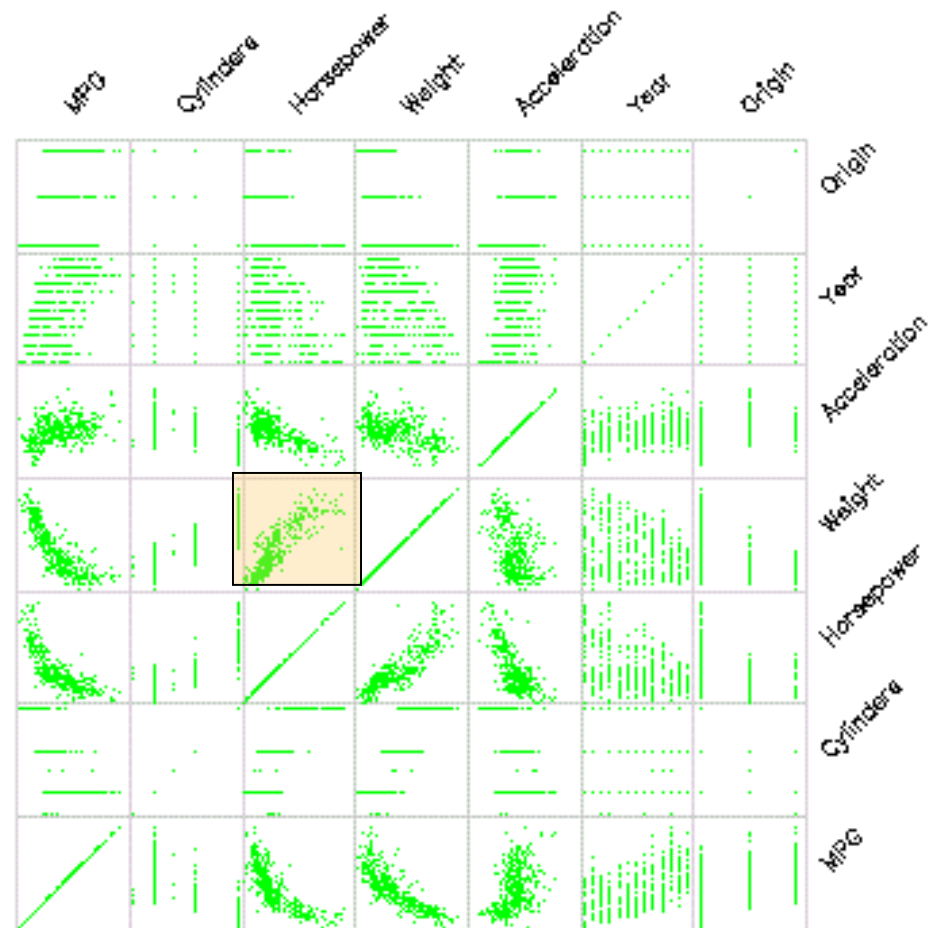 MPG
Cylinders
Horsepower
Weight
Acceleration
Year
Origin
Origin
Year
Acceleration
Weight
Horsepower
Cylinders
MPG